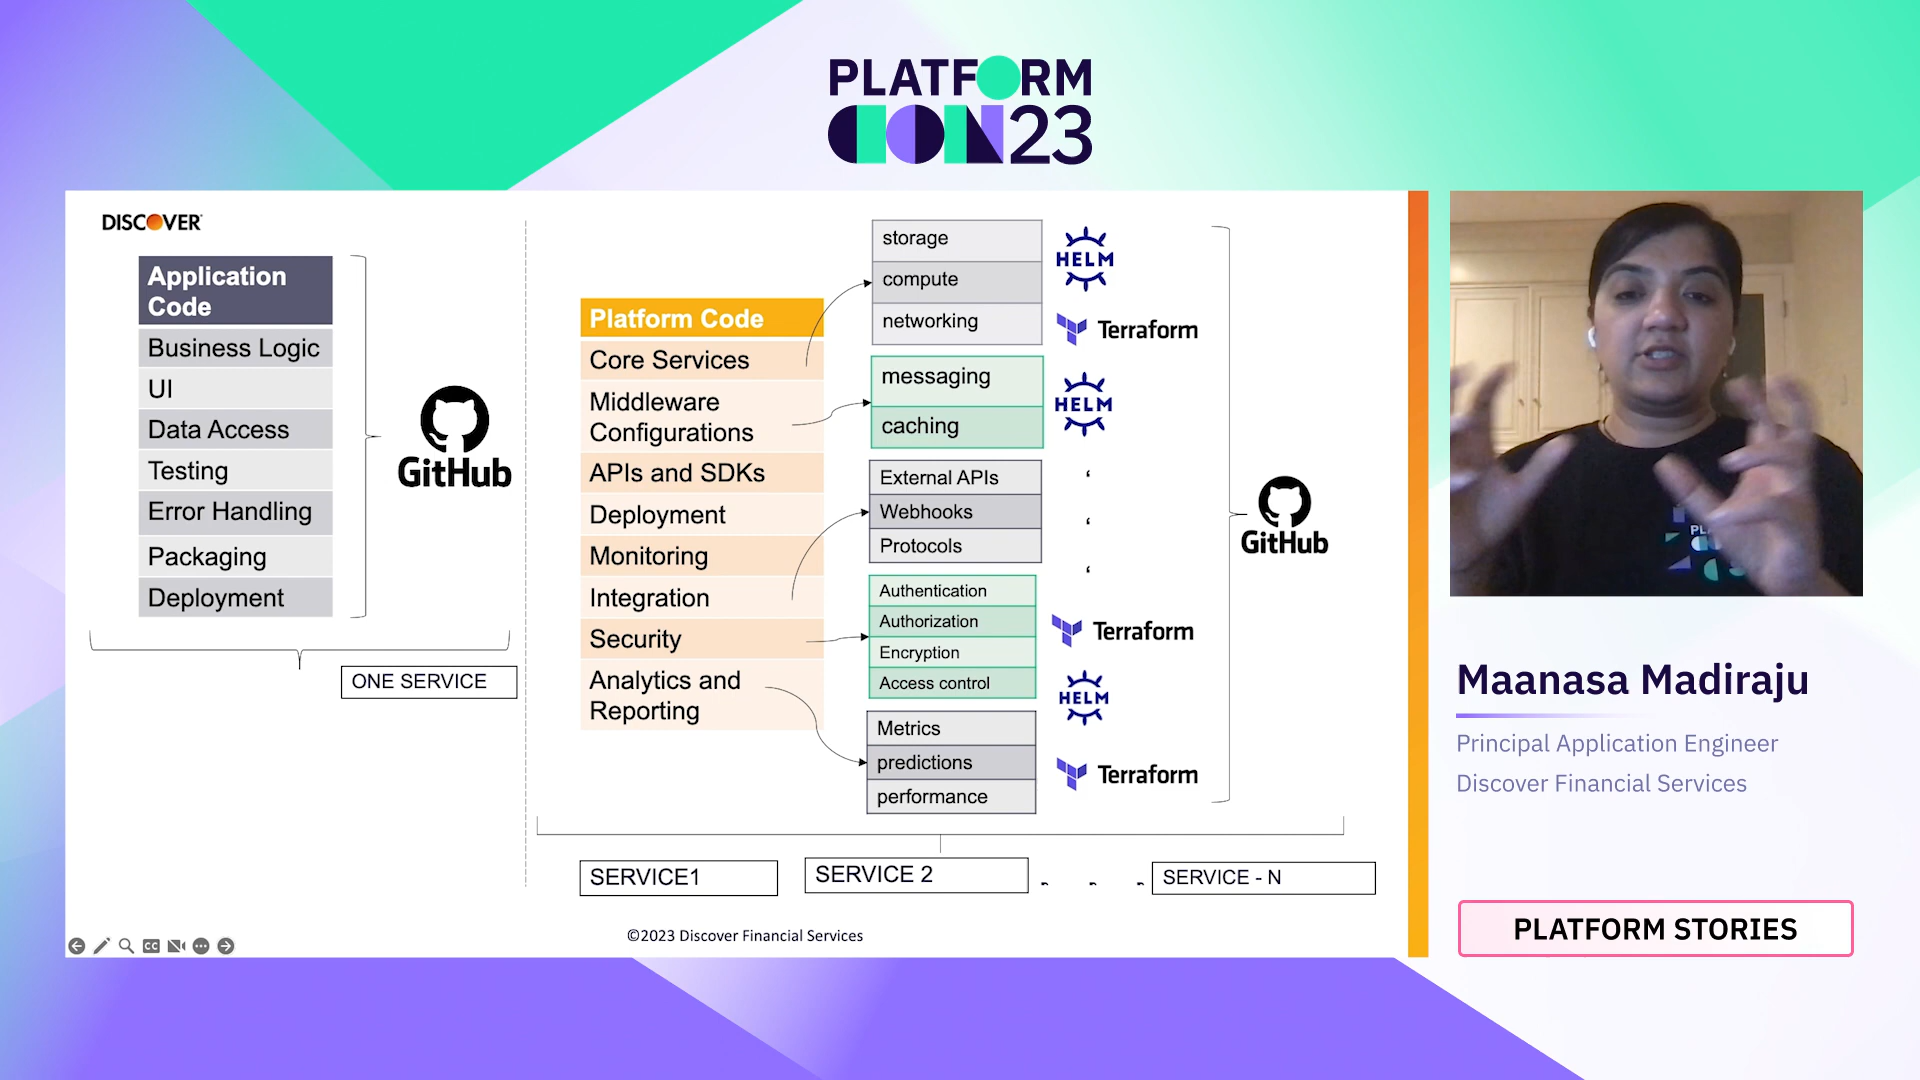 PLATFORM
CON23
DISCOVER
Application
Code
Business Logic
UI
Data Access
Testing
Error Handling
Packaging
Deployment
GitHub
ONE SERVICE
Platform Code
Core Services
Middleware
Configurations
APIs and SDKs
Deployment
Monitoring
Integration
Security
Analytics and
Reporting
storage
compute
networking
HELM
Terraform
messaging
caching
HELM
External APIs
Webhooks
Protocols
Authentication
Authorization
Encryption
Access control
Terraform
HELM
Metrics
predictions
performance
Terraform
GitHub
SERVICE1
SERVICE 2
SERVICE - N
©2023 Discover Financial Services
CC
Maanasa Madiraju
Principal Application Engineer
Discover Financial Services
PLATFORM STORIES